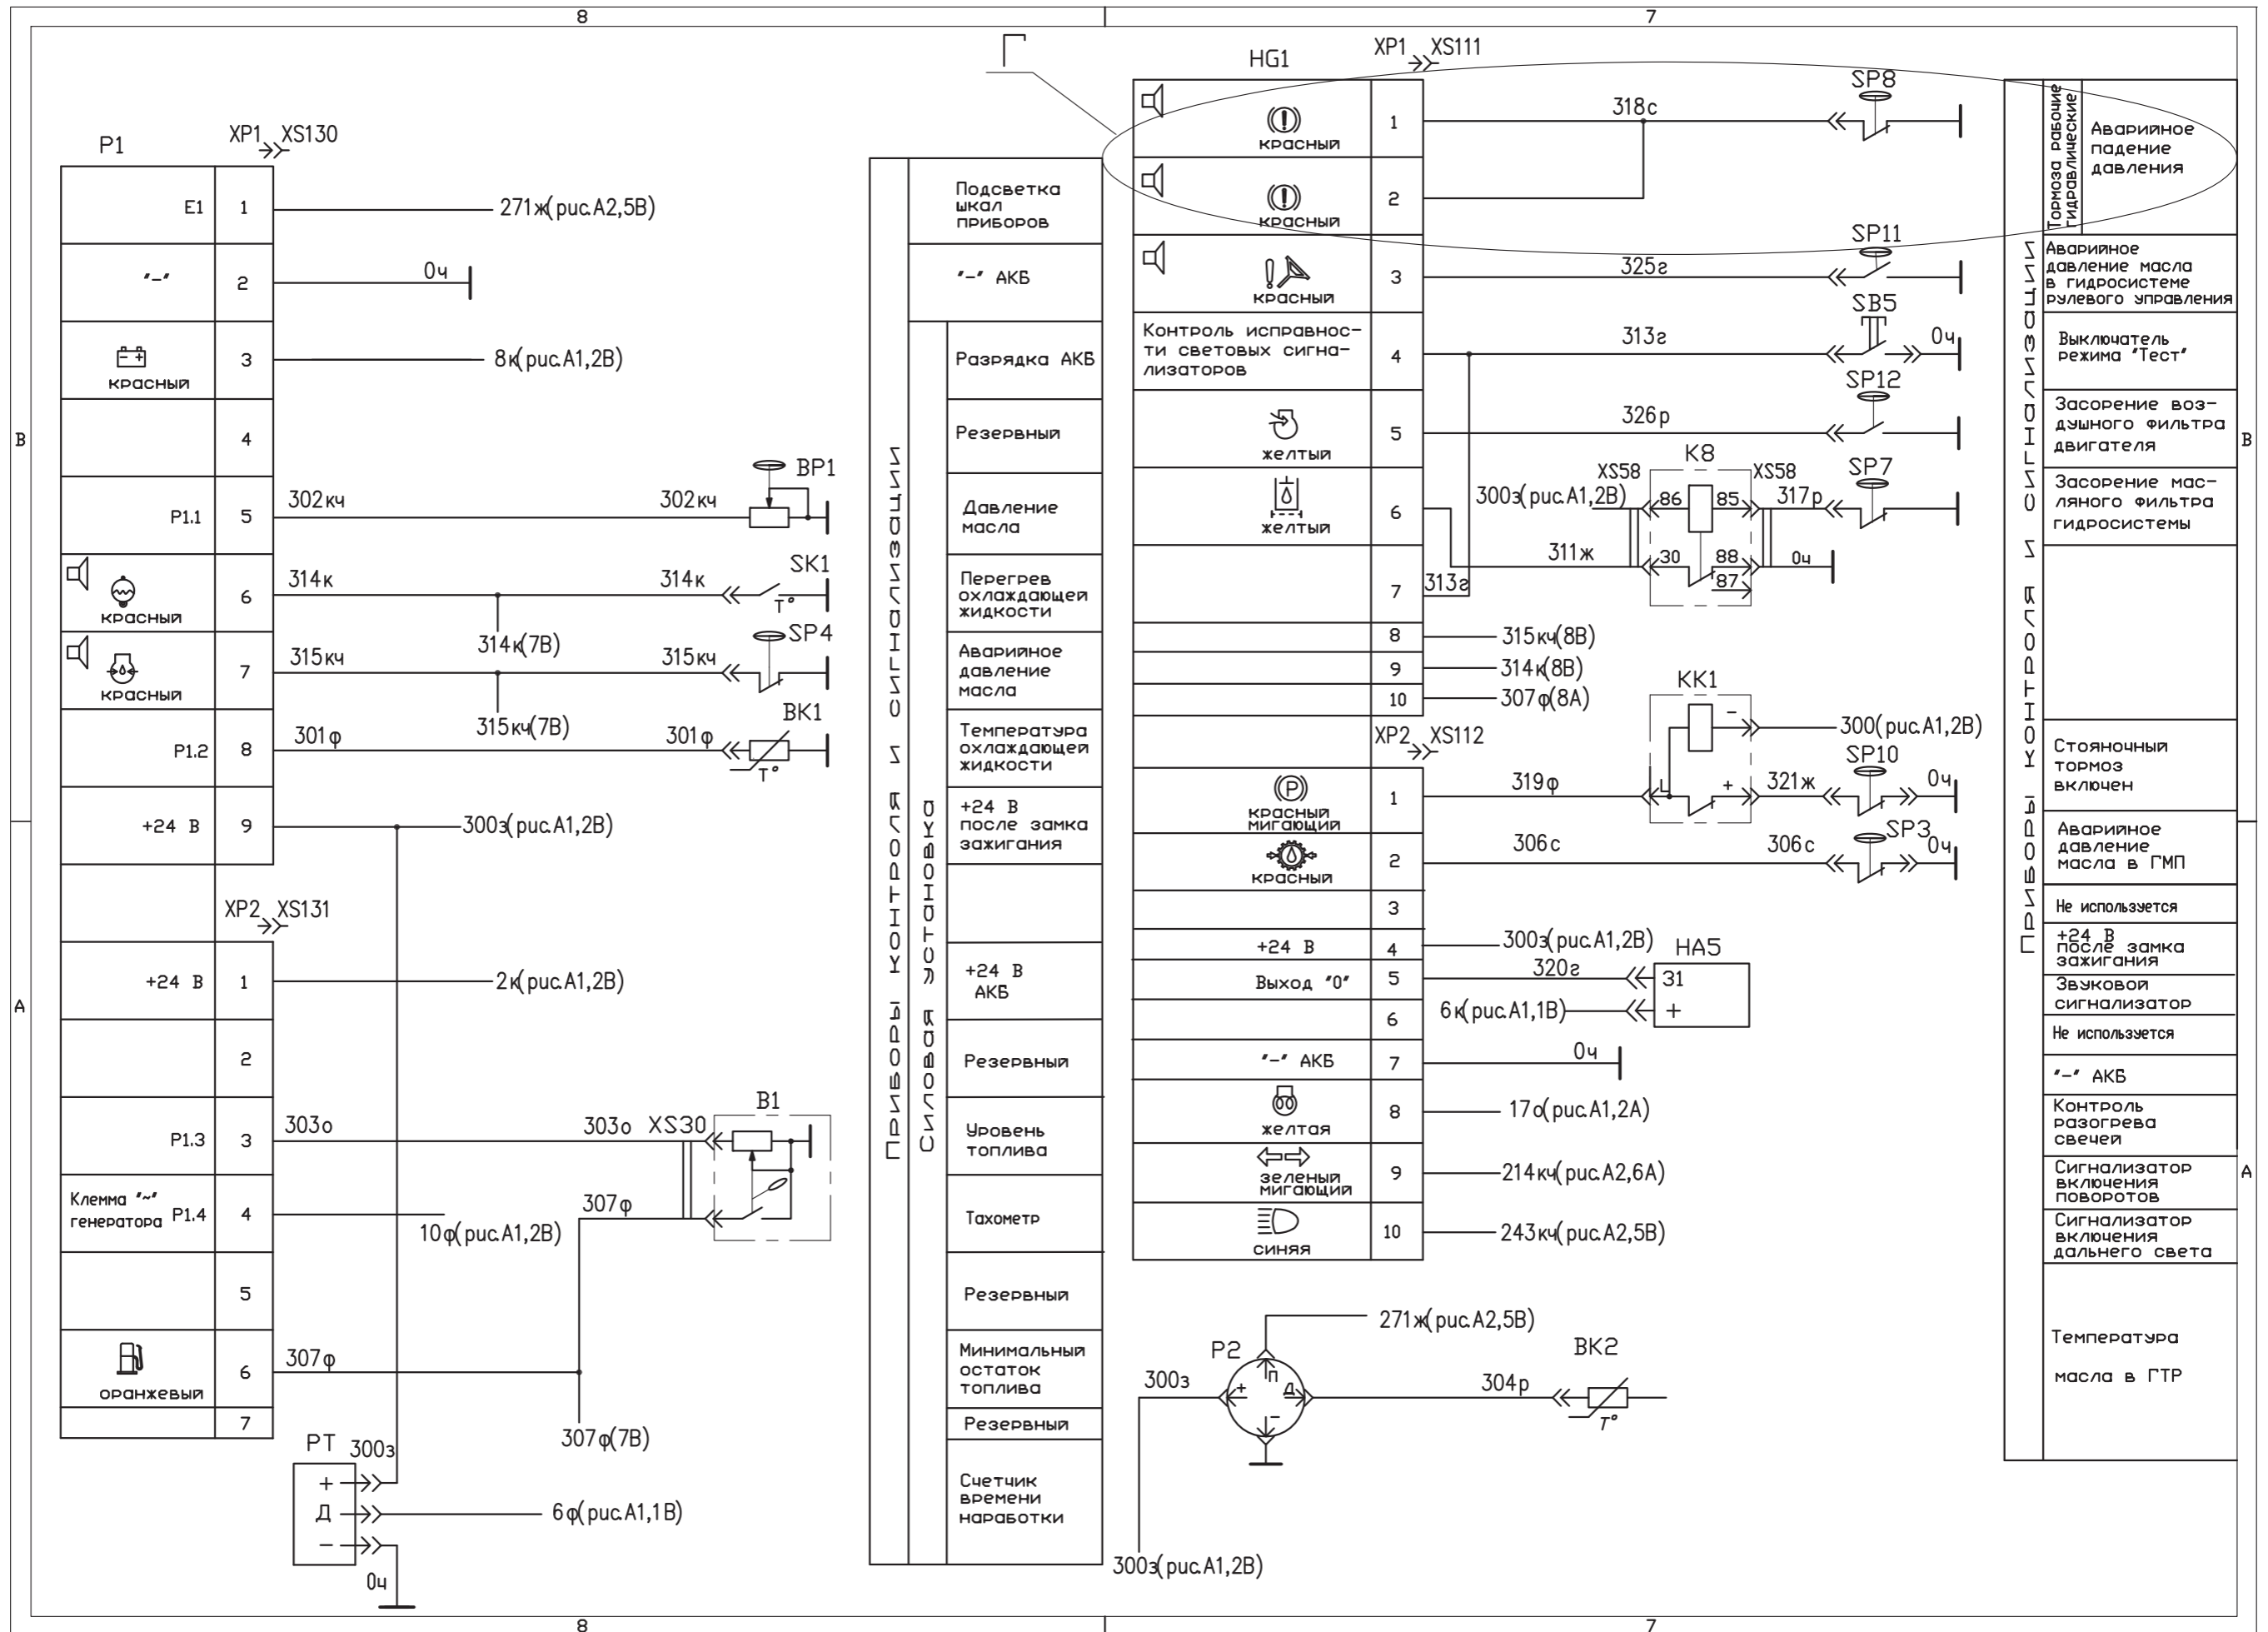 8
7
Г
P1
XP1 XS130
E1 1 271ж(рис.А2,5В)
"-" 2 0ч
3 8к(рис.А1,2В)
красный
4
P1.1 5 302кч 302кч BP1
6 314к 314к SK1
T°
красный
314к(7В)
7 315кч 315кч SP4
красный
315кч(7В)
P1.2 8 301ф 301ф BK1
T°
+24 В 9 300з(рис.А1,2В)
XP2 XS131
+24 В 1 2к(рис.А1,2В)
2
P1.3 3 303о 303о XS30 B1
Клемма "~"
генератора P1.4 4 307ф
10ф(рис.А1,2В)
5
6 307ф
оранжевый
7
307ф(7В)
PT 300з
+
Д 6ф(рис.А1,1В)
−
0ч
ПРИБОРЫ КОНТРОЛЯ И СИГНАЛИЗАЦИИ
СИЛОВАЯ УСТАНОВКА
Подсветка
шкал
приборов
"-" АКБ
Разрядка АКБ
Резервный
Давление
масла
Перегрев
охлаждающей
жидкости
Аварийное
давление
масла
Температура
охлаждающей
жидкости
+24 В
после замка
зажигания
+24 В
АКБ
Резервный
Уровень
топлива
Тахометр
Резервный
Минимальный
остаток
топлива
Резервный
Счетчик
времени
наработки
HG1
XP1 XS111
1 318с SP8
красный
2
красный
3 325г SP11
красный
Контроль исправнос-
ти световых сигна-
лизаторов
4 313г SB5 0ч
5 326р SP12
желтый
6
желтый
300з(рис.А1,2В) XS58 K8 XS58 317р SP7
86 85
311ж 30 88 0ч
87
7 313г
8 315кч(8В)
9 314к(8В)
10 307ф(8А)
XP2 XS112
KK1
− 300(рис.А1,2В)
P 1 319ф L + 321ж SP10 0ч
красный
мигающий
2 306с 306с SP3 0ч
красный
3
+24 В 4 300з(рис.А1,2В)
Выход "0" 5 320г HA5
31
6 6к(рис.А1,1В) +
"-" АКБ 7 0ч
8 17о(рис.А1,2А)
желтая
9 214кч(рис.А2,6А)
зеленый
мигающий
10 243кч(рис.А2,5В)
синяя
271ж(рис.А2,5В)
P2
300з + П Д − 304р BK2
T°
300з(рис.А1,2В)
ПРИБОРЫ КОНТРОЛЯ И СИГНАЛИЗАЦИИ
Тормоза рабочие
гидравлические
Аварийное
падение
давления
Аварийное
давление масла
в гидросистеме
рулевого управления
Выключатель
режима "Тест"
Засорение воз-
душного фильтра
двигателя
Засорение мас-
ляного фильтра
гидросистемы
Стояночный
тормоз
включен
Аварийное
давление
масла в ГМП
Не используется
+24 В
после замка
зажигания
Звуковой
сигнализатор
Не используется
"-" АКБ
Контроль
разогрева
свечей
Сигнализатор
включения
поворотов
Сигнализатор
включения
дальнего света
Температура
масла в ГТР
В
В
А
А
8
7